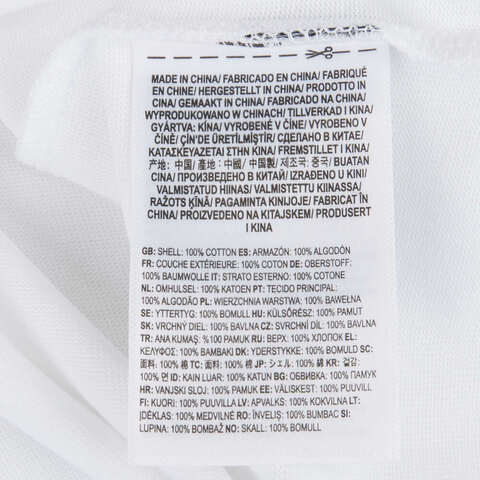 MADE IN CHINA/ FABRICADO EN CHINA/ FABRIQUÉ
EN CHINE/ HERGESTELLT IN CHINA/ PRODOTTO IN
CINA/ GEMAAKT IN CHINA/ FABRICADO NA CHINA/
WYPRODUKOWANO W CHINACH/ TILLVERKAD I KINA/
GYÁRTVA: KÍNA/ VYROBENÉ V ČÍNE/ VYROBENO V
ČÍNĚ/ ÇİN'DE ÜRETİLMİŞTİR/ СДЕЛАНО В КИТАЕ/
ΚΑΤΑΣΚΕΥΑΖΕΤΑΙ ΣΤΗΝ ΚΙΝΑ/ FREMSTILLET I KINA/
产地: 中国/ 產地: 中國/ 中国製/ 제조국: 중국/ BUATAN
CINA/ ПРОИЗВЕДЕНО В КИТАЙ/ IZRAĐENO U KINI/
VALMISTATUD HIINAS/ VALMISTETTU KIINASSA/
RAŽOTS ĶĪNĀ/ PAGAMINTA KINIJOJE/ FABRICAT ÎN
CHINA/ PROIZVEDENO NA KITAJSKEM/ PRODUSERT
I KINA
GB: SHELL: 100% COTTON ES: ARMAZÓN: 100% ALGODÓN
FR: COUCHE EXTÉRIEURE: 100% COTON DE: OBERSTOFF:
100% BAUMWOLLE IT: STRATO ESTERNO: 100% COTONE
NL: OMHULSEL: 100% KATOEN PT: TECIDO PRINCIPAL:
100% ALGODÃO PL: WIERZCHNIA WARSTWA: 100% BAWEŁNA
SE: YTTERTYG: 100% BOMULL HU: KÜLSŐRÉSZ: 100% PAMUT
SK: VRCHNÝ DIEL: 100% BAVLNA CZ: SVRCHNÍ DÍL: 100% BAVLNA
TR: ANA KUMAŞ: %100 PAMUK RU: ВЕРХ: 100% ХЛОПОК EL:
ΚΕΛΥΦΟΣ: 100% ΒΑΜΒΑΚΙ DK: YDERSTYKKE: 100% BOMULD SC:
面料: 100% 棉 TC: 面料: 100% 棉 JP: シェル: 100% 綿 KR: 겉감:
100% 면 ID: KAIN LUAR: 100% KATUN BG: ОБВИВКА: 100% ПАМУК
HR: VANJSKI SLOJ: 100% PAMUK EE: VÄLISKEST: 100% PUUVILL
FI: KUORI: 100% PUUVILLA LV: APVALKS: 100% KOKVILNA LT:
ĮDĖKLAS: 100% MEDVILNĖ RO: ÎNVELIȘ: 100% BUMBAC SI:
LUPINA: 100% BOMBAŽ NO: SKALL: 100% BOMULL